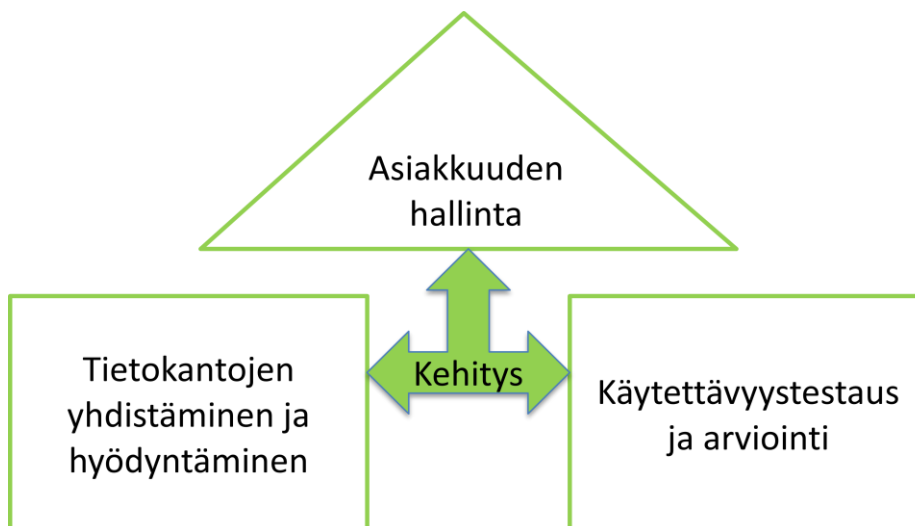 Asiakkuuden
hallinta
Tietokantojen
yhdistäminen ja
hyödyntäminen
Kehitys
Käytettävyystestaus
ja arviointi